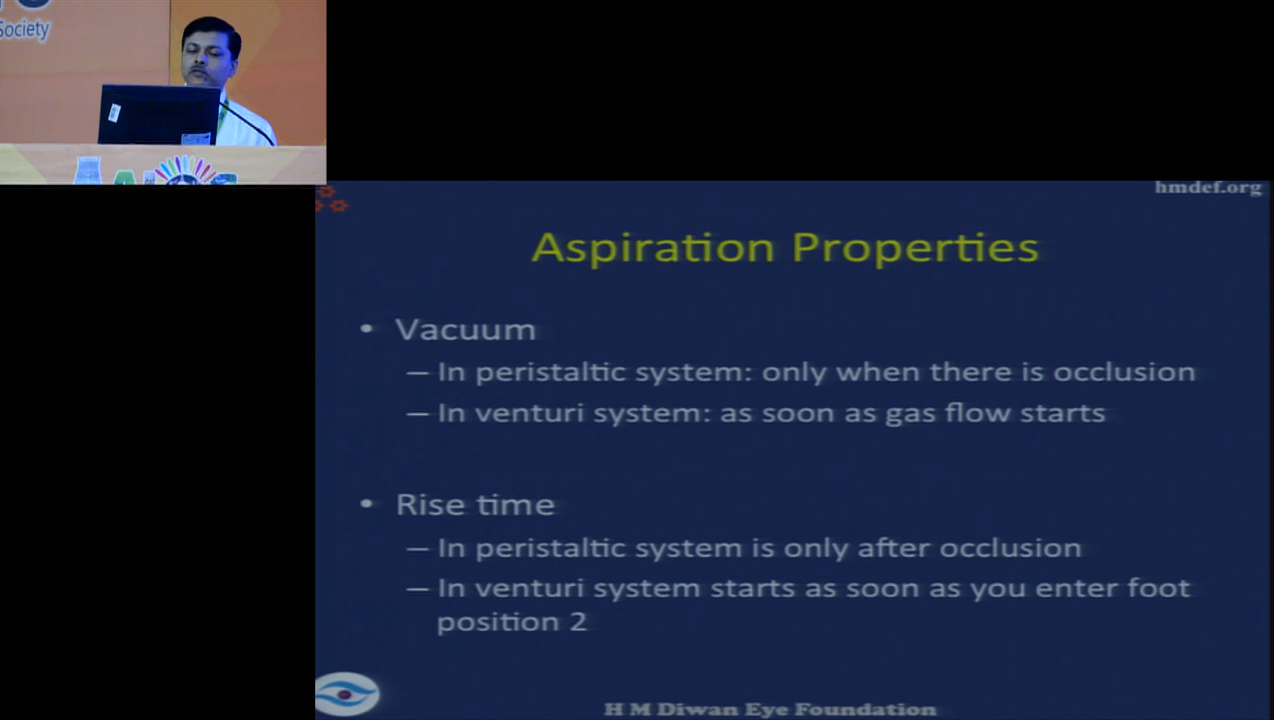 Society
hmdef.org
Aspiration Properties
• Vacuum
– In peristaltic system: only when there is occlusion
– In venturi system: as soon as gas flow starts
• Rise time
– In peristaltic system is only after occlusion
– In venturi system starts as soon as you enter foot
position 2
H M Diwan Eye Foundation